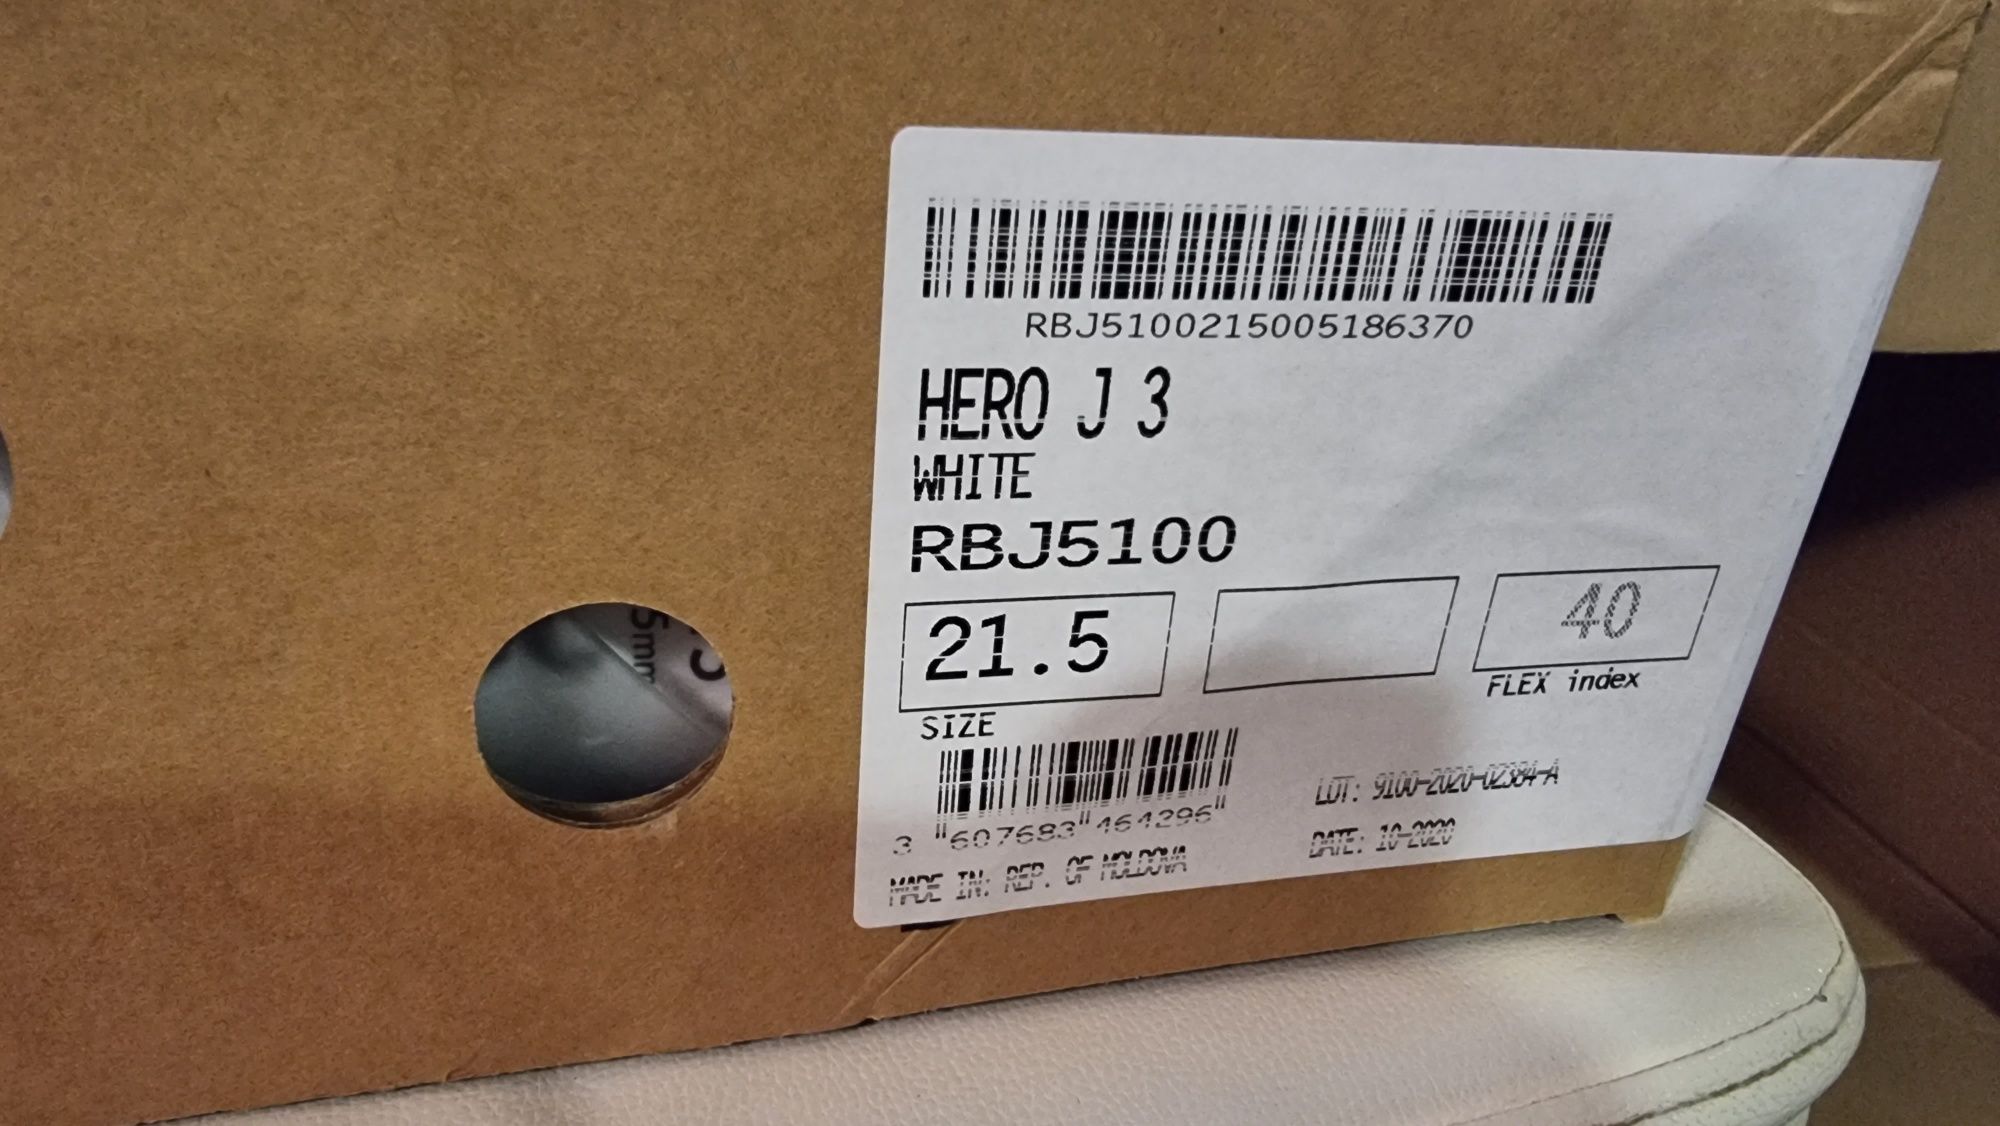 RBJ5100215005186370
HERO J 3
WHITE
RBJ5100
21.5
40
SIZE
FLEX index
3 "607683"464296"
LOT: 9100-2020-02384-A
DATE: 10-2020
MADE IN: REP. OF MOLDOVA
5mm